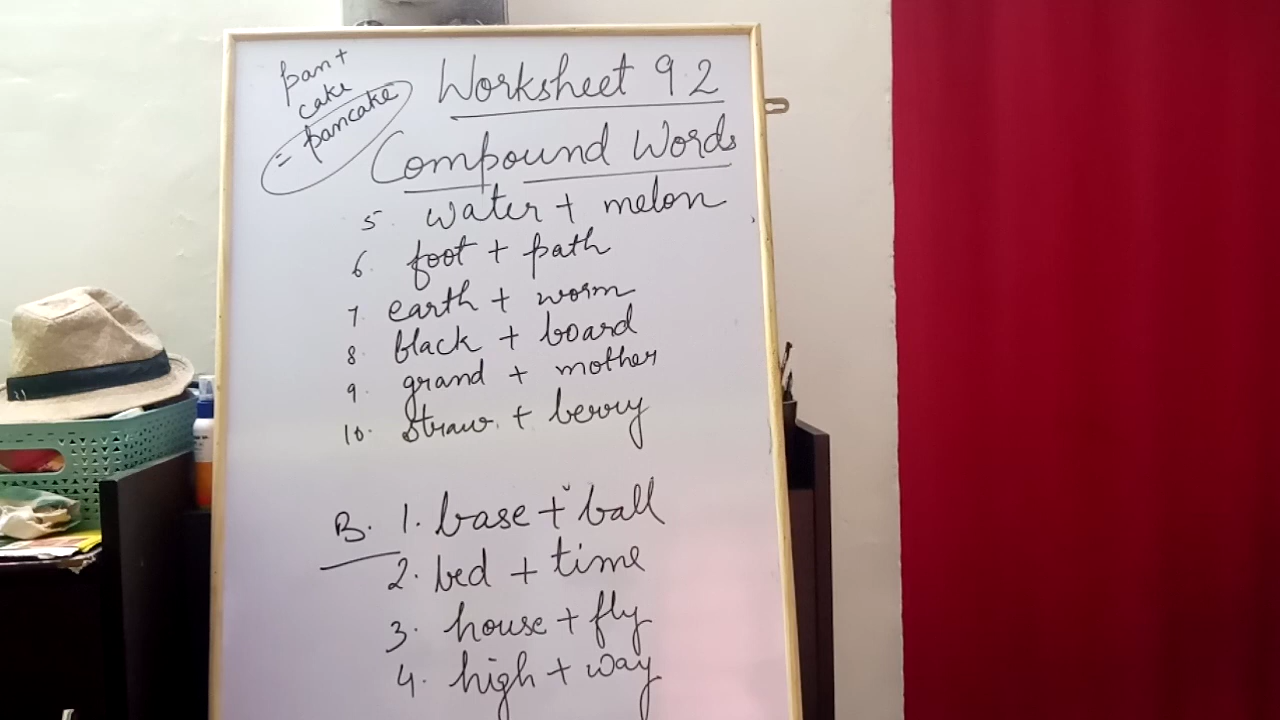 pan +
cake
= pancake
Worksheet 9.2
Compound Words
5. water + melon
6. foot + path
7. earth + worm
8. black + board
9. grand + mother
10. straw + berry
B. 1. base + ball
2. bed + time
3. house + fly
4. high + way